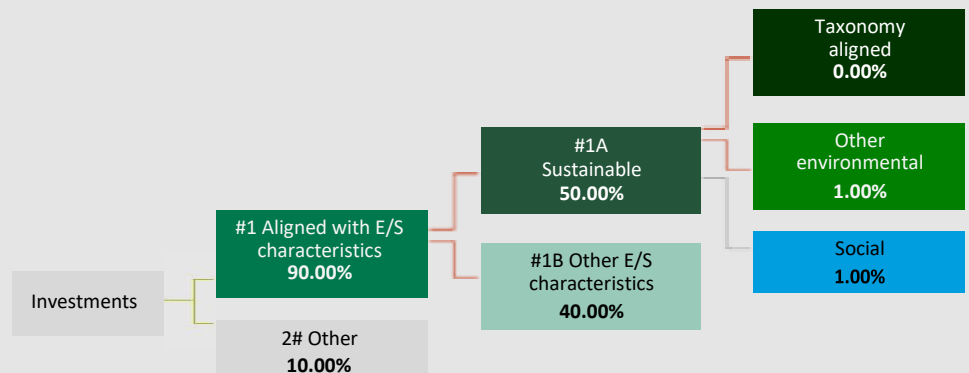 Investments
#1 Aligned with E/S
characteristics
90.00%
2# Other
10.00%
#1A
Sustainable
50.00%
#1B Other E/S
characteristics
40.00%
Taxonomy
aligned
0.00%
Other
environmental
1.00%
Social
1.00%